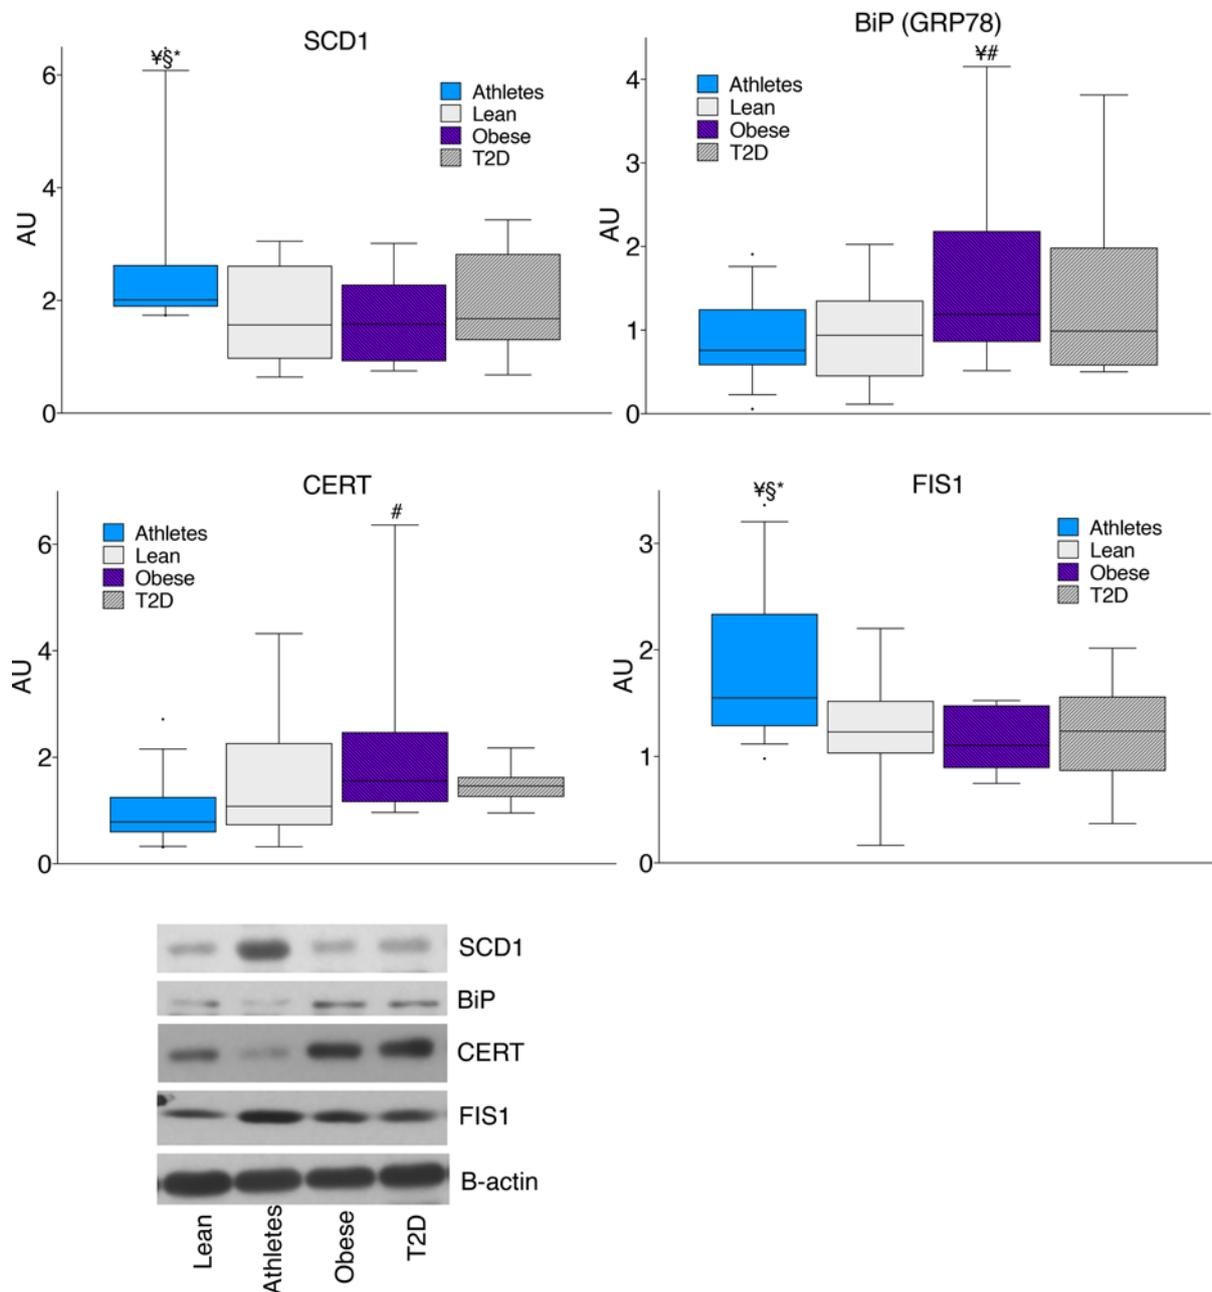 SCD1
¥§*
6
4
2
0
AU
Athletes
Lean
Obese
T2D
BiP (GRP78)
¥#
4
3
2
1
0
AU
Athletes
Lean
Obese
T2D
CERT
#
6
4
2
0
AU
Athletes
Lean
Obese
T2D
FIS1
¥§*
3
2
1
0
AU
Athletes
Lean
Obese
T2D
SCD1
BiP
CERT
FIS1
B-actin
Lean
Athletes
Obese
T2D